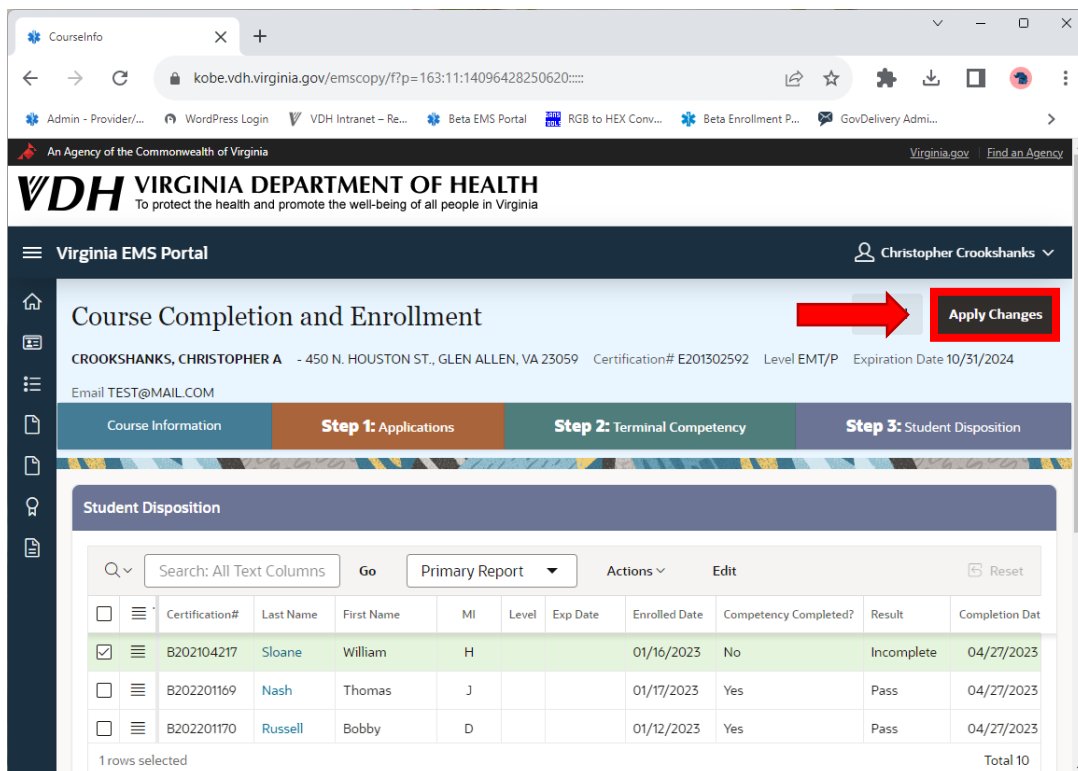 CourseInfo
kobe.vdh.virginia.gov/emscopy/f?p=163:11:14096428250620:::::
Admin - Provider/... WordPress Login VDH Intranet – Re... Beta EMS Portal RGB to HEX Conv... Beta Enrollment P... GovDelivery Admi...
An Agency of the Commonwealth of Virginia Virginia.gov Find an Agency
VDH VIRGINIA DEPARTMENT OF HEALTH
To protect the health and promote the well-being of all people in Virginia
Virginia EMS Portal Christopher Crookshanks
Course Completion and Enrollment Apply Changes
CROOKSHANKS, CHRISTOPHER A - 450 N. HOUSTON ST., GLEN ALLEN, VA 23059 Certification# E201302592 Level EMT/P Expiration Date 10/31/2024
Email TEST@MAIL.COM
Course Information Step 1: Applications Step 2: Terminal Competency Step 3: Student Disposition
Student Disposition
Search: All Text Columns Go Primary Report Actions Edit Reset
Certification# Last Name First Name MI Level Exp Date Enrolled Date Competency Completed? Result Completion Dat
B202104217 Sloane William H 01/16/2023 No Incomplete 04/27/2023
B202201169 Nash Thomas J 01/17/2023 Yes Pass 04/27/2023
B202201170 Russell Bobby D 01/12/2023 Yes Pass 04/27/2023
1 rows selected Total 10